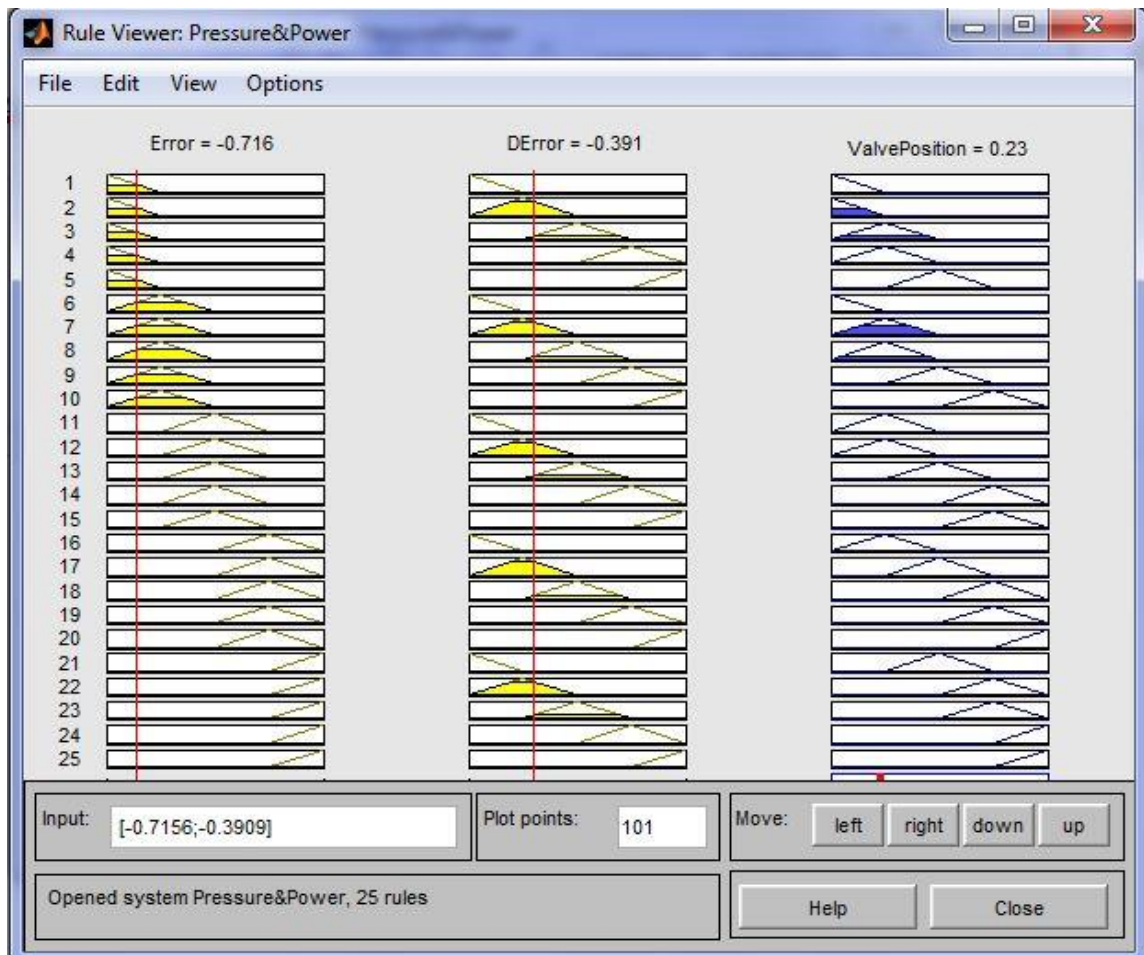 Rule Viewer: Pressure&Power
File Edit View Options
Error = -0.716
DError = -0.391
ValvePosition = 0.23
1
2
3
4
5
6
7
8
9
10
11
12
13
14
15
16
17
18
19
20
21
22
23
24
25
Input: [-0.7156;-0.3909]
Plot points: 101
Move: left right down up
Opened system Pressure&Power, 25 rules
Help Close